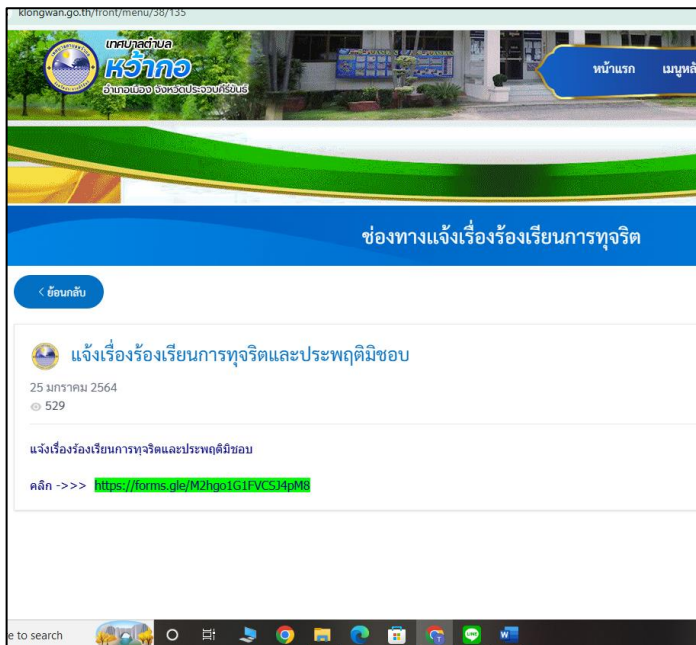 klongwan.go.th/front/menu/38/135
เทศบาลตำบล
หว้ากอ
อำเภอเมือง จังหวัดประจวบคีรีขันธ์
หน้าแรก เมนูหลั
ช่องทางแจ้งเรื่องร้องเรียนการทุจริต
< ย้อนกลับ
แจ้งเรื่องร้องเรียนการทุจริตและประพฤติมิชอบ
25 มกราคม 2564
529
แจ้งเรื่องร้องเรียนการทุจริตและประพฤติมิชอบ
คลิก ->>> https://forms.gle/M2hgo1G1FVCSJ4pM8
e to search